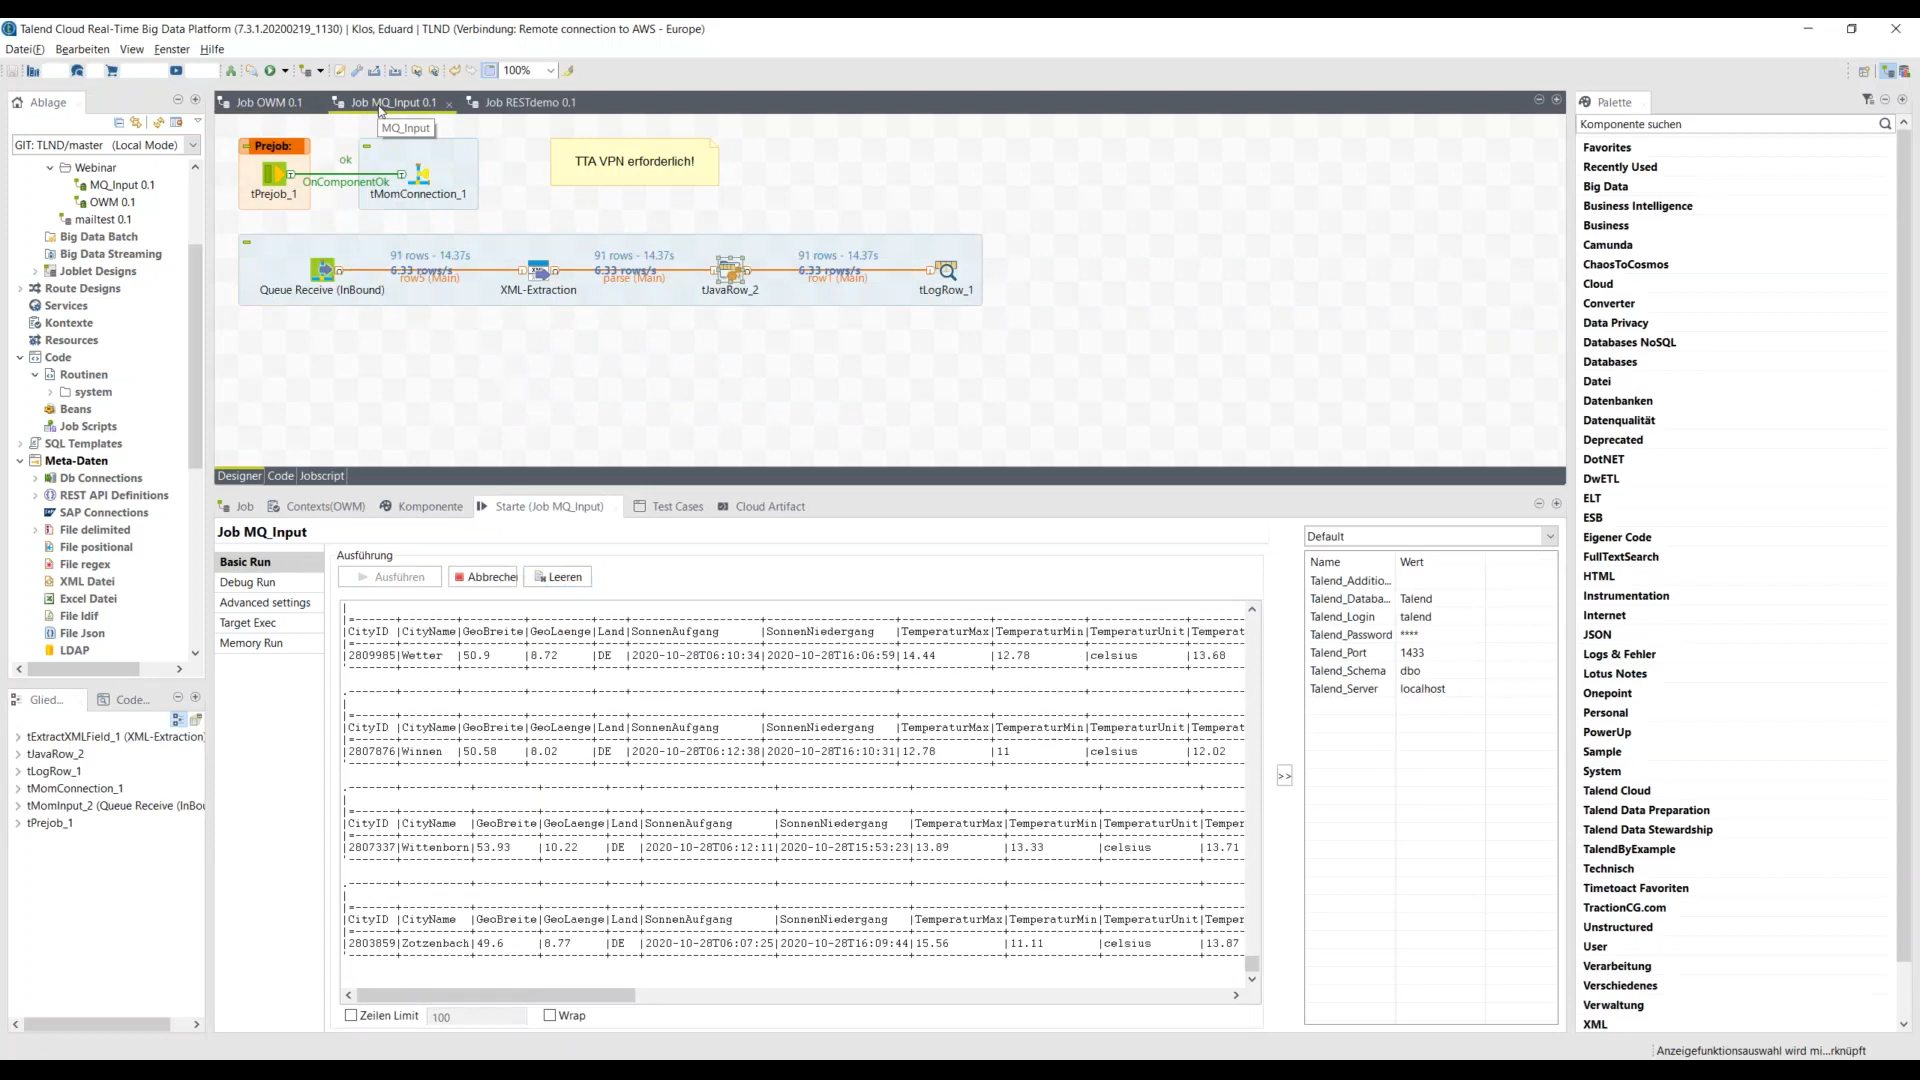 Talend Cloud Real-Time Big Data Platform (7.3.1.20200219_1130) | Klos, Eduard | TLND (Verbindung: Remote connection to AWS - Europe)
Datei(F) Bearbeiten View Fenster Hilfe
100%
Ablage
GIT: TLND/master (Local Mode)
Webinar
MQ_Input 0.1
OWM 0.1
mailtest 0.1
Big Data Batch
Big Data Streaming
Joblet Designs
Route Designs
Services
Kontexte
Resources
Code
Routinen
system
Beans
Job Scripts
SQL Templates
Meta-Daten
Db Connections
REST API Definitions
SAP Connections
File delimited
File positional
File regex
XML Datei
Excel Datei
File ldif
File Json
LDAP
Glied...
Code...
tExtractXMLField_1 (XML-Extraction)
tJavaRow_2
tLogRow_1
tMomConnection_1
tMomInput_2 (Queue Receive (InBou
tPrejob_1
Job OWM 0.1
Job MQ_Input 0.1
Job RESTdemo 0.1
MQ_Input
Prejob:
ok
OnComponentOk
tPrejob_1
tMomConnection_1
TTA VPN erforderlich!
91 rows - 14.37s 91 rows - 14.37s 91 rows - 14.37s
6.33 rows/s 6.33 rows/s 6.33 rows/s
row5 (Main) parse (Main) row1 (Main)
Queue Receive (InBound) XML-Extraction tJavaRow_2 tLogRow_1
Designer Code Jobscript
Job Contexts(OWM) Komponente Starte (Job MQ_Input) Test Cases Cloud Artifact
Job MQ_Input
Basic Run
Debug Run
Advanced settings
Target Exec
Memory Run
Ausführung
Ausführen Abbreche Leeren
|CityID |CityName|GeoBreite|GeoLaenge|Land|SonnenAufgang |SonnenNiedergang |TemperaturMax|TemperaturMin|TemperaturUnit|Temperat
|2809985|Wetter |50.9 |8.72 |DE |2020-10-28T06:10:34|2020-10-28T16:06:59|14.44 |12.78 |celsius |13.68
|CityID |CityName|GeoBreite|GeoLaenge|Land|SonnenAufgang |SonnenNiedergang |TemperaturMax|TemperaturMin|TemperaturUnit|Temperat
|2807876|Winnen |50.58 |8.02 |DE |2020-10-28T06:12:38|2020-10-28T16:10:31|12.78 |11 |celsius |12.02
|CityID |CityName |GeoBreite|GeoLaenge|Land|SonnenAufgang |SonnenNiedergang |TemperaturMax|TemperaturMin|TemperaturUnit|Temper
|2807337|Wittenborn|53.93 |10.22 |DE |2020-10-28T06:12:11|2020-10-28T15:53:23|13.89 |13.33 |celsius |13.71
|CityID |CityName |GeoBreite|GeoLaenge|Land|SonnenAufgang |SonnenNiedergang |TemperaturMax|TemperaturMin|TemperaturUnit|Temper
|2803859|Zotzenbach|49.6 |8.77 |DE |2020-10-28T06:07:25|2020-10-28T16:09:44|15.56 |11.11 |celsius |13.87
Zeilen Limit 100 Wrap
>>
Default
Name Wert
Talend_Additio...
Talend_Databa... Talend
Talend_Login talend
Talend_Password ****
Talend_Port 1433
Talend_Schema dbo
Talend_Server localhost
Palette
Komponente suchen
Favorites
Recently Used
Big Data
Business Intelligence
Business
Camunda
ChaosToCosmos
Cloud
Converter
Data Privacy
Databases NoSQL
Databases
Datei
Datenbanken
Datenqualität
Deprecated
DotNET
DwETL
ELT
ESB
Eigener Code
FullTextSearch
HTML
Instrumentation
Internet
JSON
Logs & Fehler
Lotus Notes
Onepoint
Personal
PowerUp
Sample
System
Talend Cloud
Talend Data Preparation
Talend Data Stewardship
TalendByExample
Technisch
Timetoact Favoriten
TractionCG.com
Unstructured
User
Verarbeitung
Verschiedenes
Verwaltung
XML
Anzeigefunktionsauswahl wird mi...rknüpft